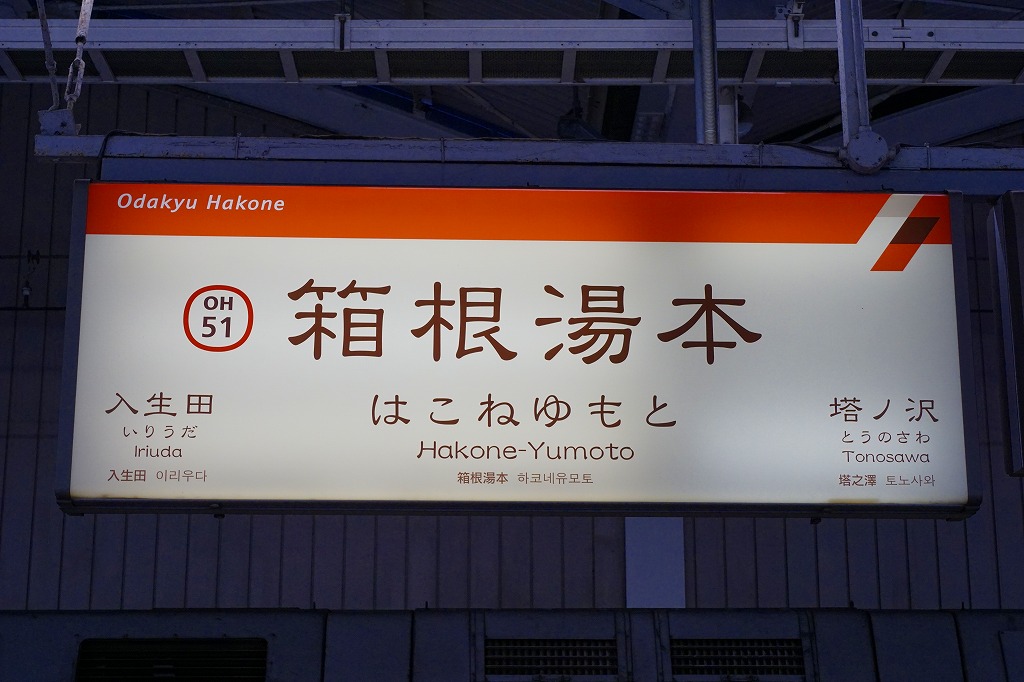 Odakyu Hakone
OH
51
箱根湯本
はこねゆもと
Hakone-Yumoto
箱根湯本 하코네유모토
入生田
いりうだ
Iriuda
入生田 이리우다
塔ノ沢
とうのさわ
Tonosawa
塔之澤 토노사와